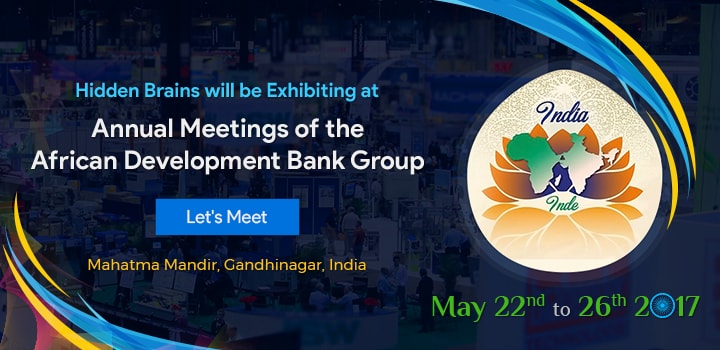 Hidden Brains will be Exhibiting at
Annual Meetings of the
African Development Bank Group
Let's Meet
Mahatma Mandir, Gandhinagar, India
India
Inde
May 22nd to 26th 2017